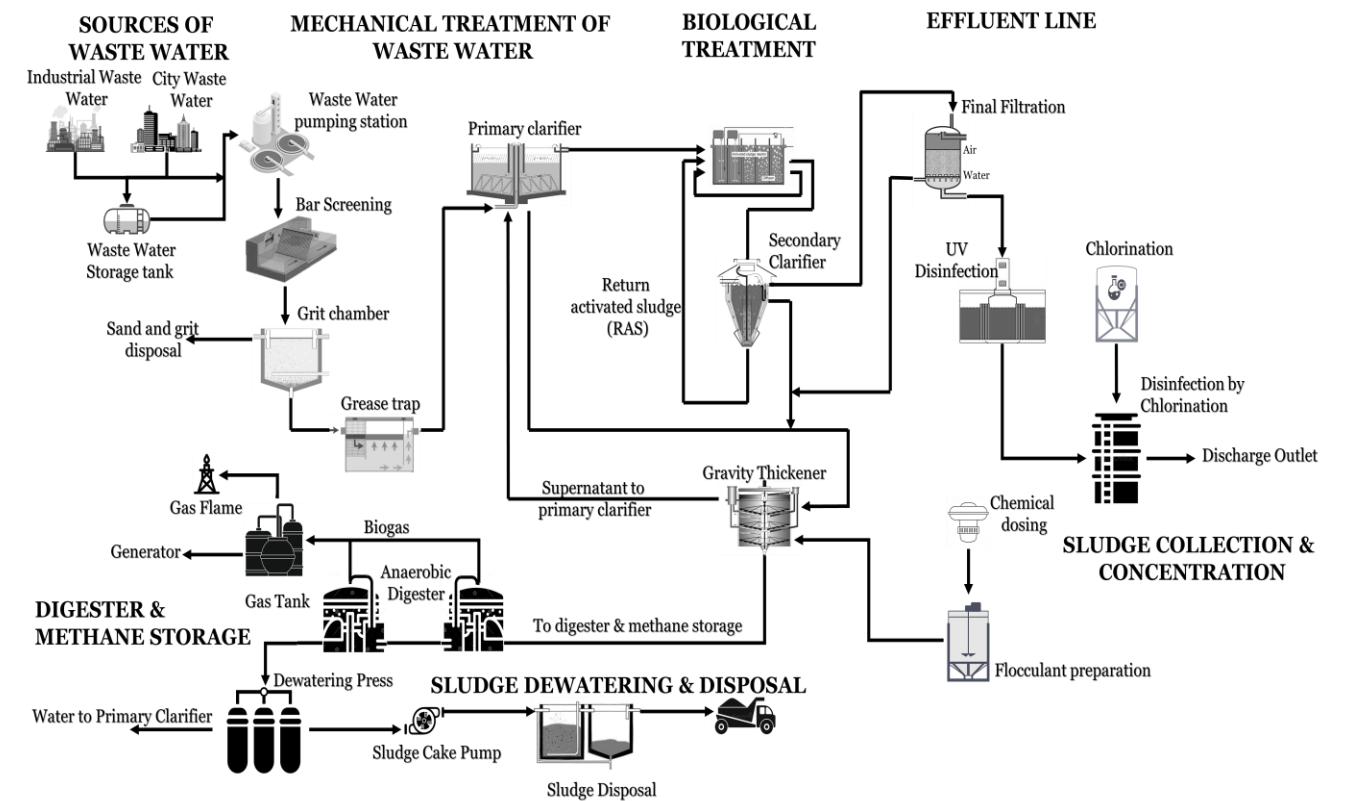 SOURCES OF
WASTE WATER
MECHANICAL TREATMENT OF
WASTE WATER
BIOLOGICAL
TREATMENT
EFFLUENT LINE
Industrial Waste
Water
City Waste
Water
Waste Water
pumping station
Primary clarifier
Final Filtration
Air
Water
Bar Screening
Waste Water
Storage tank
Secondary
Clarifier
UV
Disinfection
Chlorination
Return
activated sludge
(RAS)
Grit chamber
Sand and grit
disposal
Disinfection by
Chlorination
Grease trap
Discharge Outlet
Gravity Thickener
Supernatant to
primary clarifier
Chemical
dosing
Gas Flame
Biogas
Generator
SLUDGE COLLECTION &
CONCENTRATION
Anaerobic
Digester
Gas Tank
DIGESTER &
METHANE STORAGE
To digester & methane storage
Flocculant preparation
Dewatering Press
SLUDGE DEWATERING & DISPOSAL
Water to Primary Clarifier
Sludge Cake Pump
Sludge Disposal